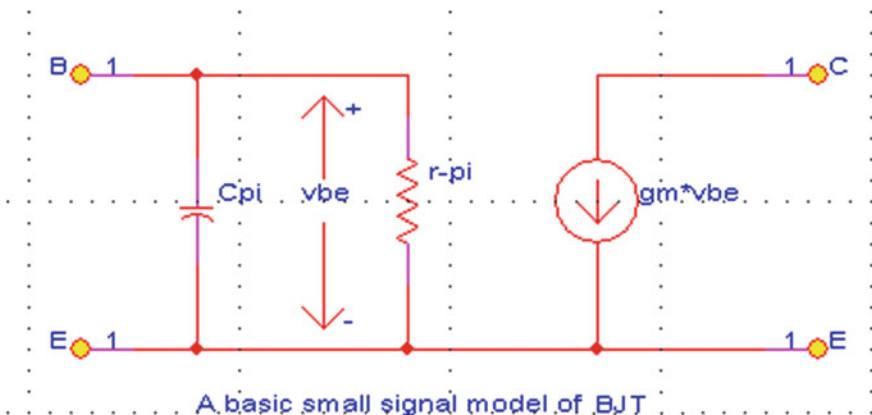 B 1
1 C
+
Cpi vbe r-pi gm*vbe
-
E 1
1 E
A basic small signal model of BJT